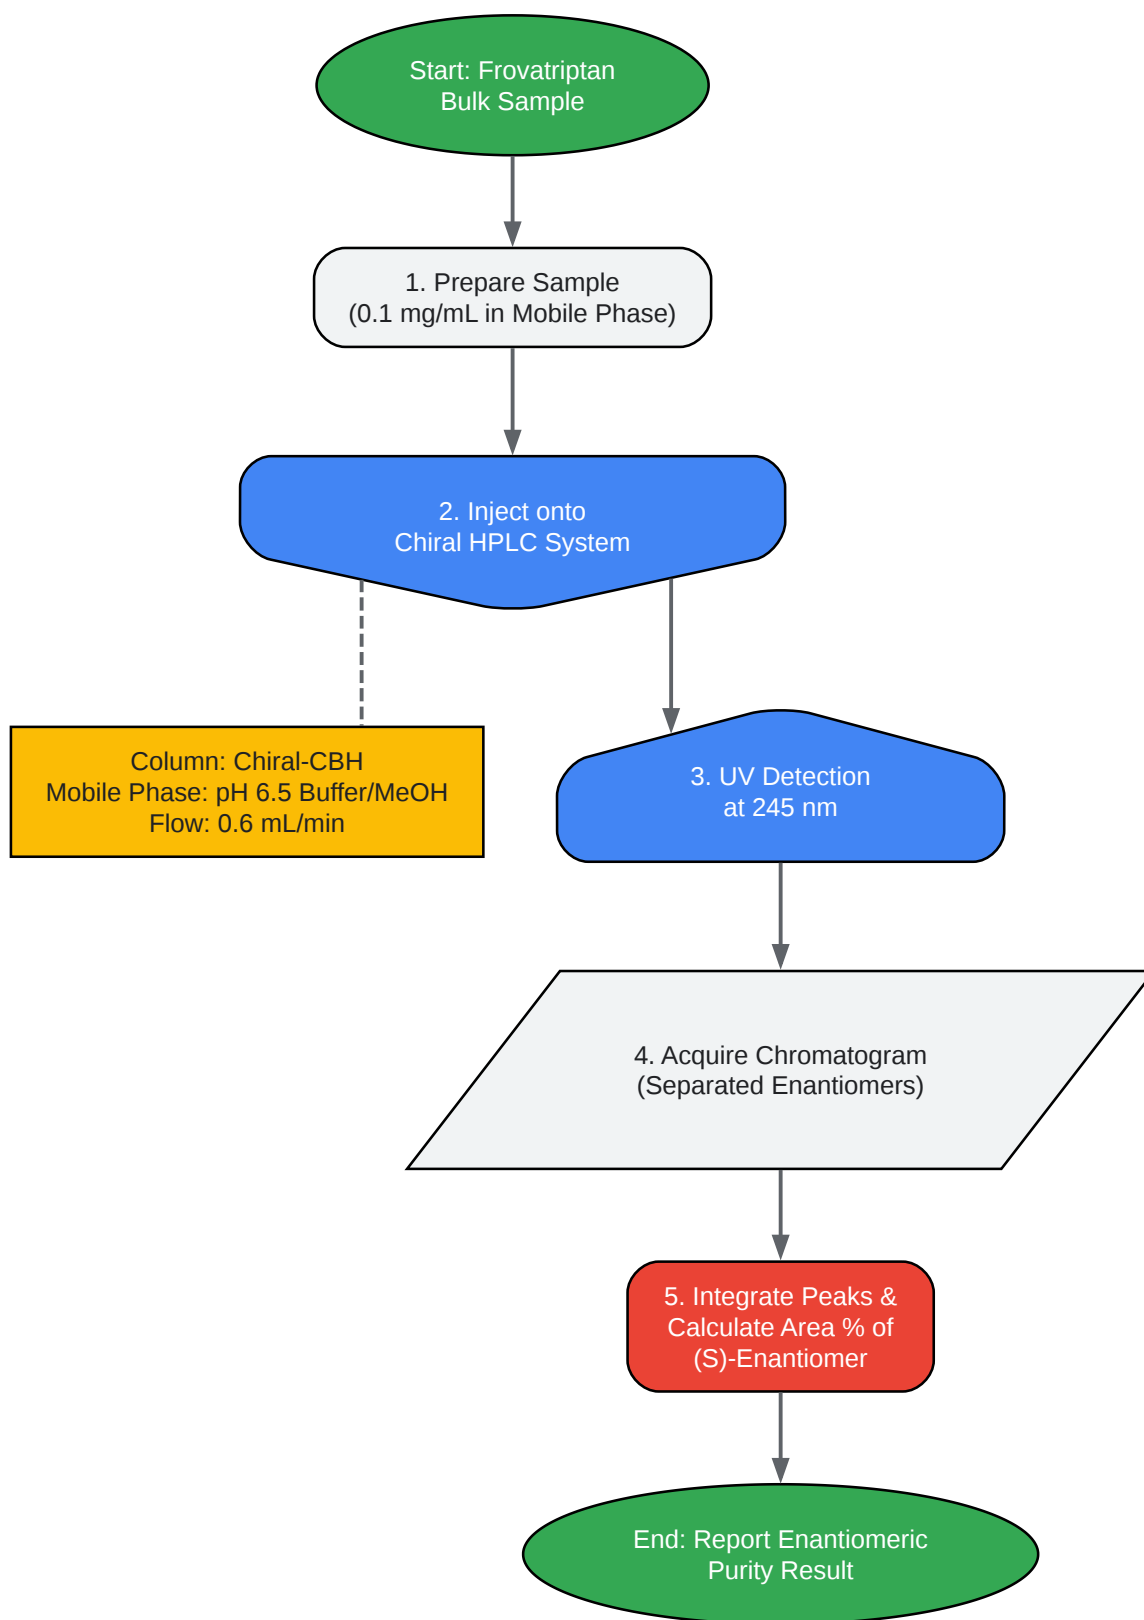 Start: Frovatriptan
Bulk Sample
1. Prepare Sample
(0.1 mg/mL in Mobile Phase)
2. Inject onto
Chiral HPLC System
Column: Chiral-CBH
Mobile Phase: pH 6.5 Buffer/MeOH
Flow: 0.6 mL/min
3. UV Detection
at 245 nm
4. Acquire Chromatogram
(Separated Enantiomers)
5. Integrate Peaks &
Calculate Area % of
(S)-Enantiomer
End: Report Enantiomeric
Purity Result